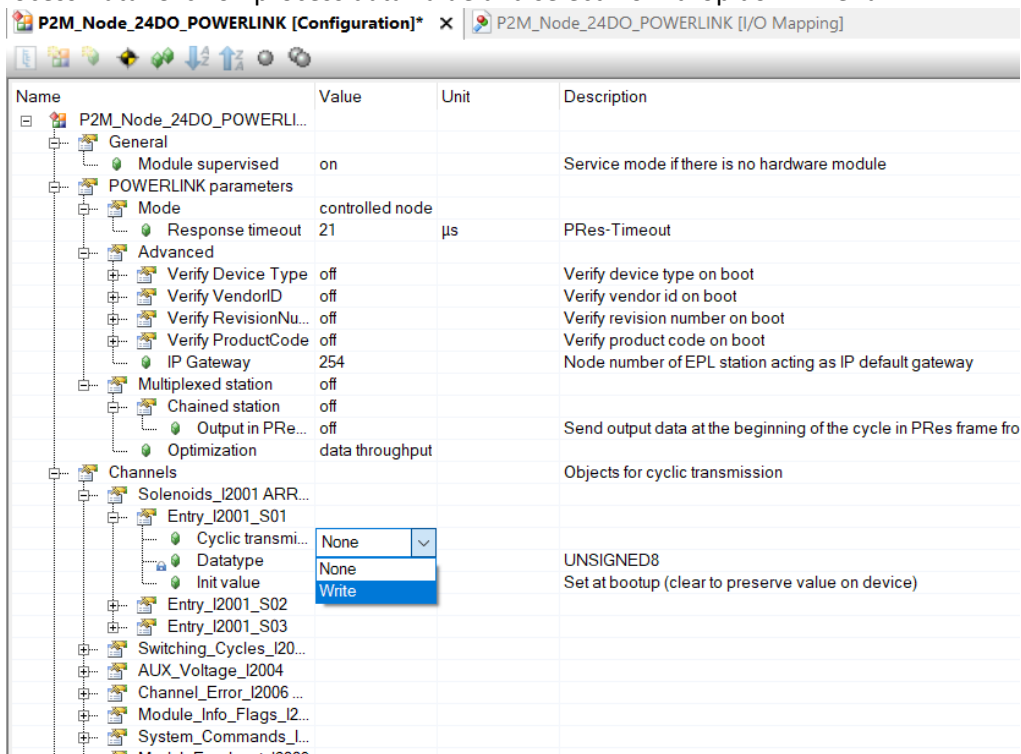 P2M_Node_24DO_POWERLINK [Configuration]* × P2M_Node_24DO_POWERLINK [I/O Mapping]
Name Value Unit Description
P2M_Node_24DO_POWERLI...
General
Module supervised on Service mode if there is no hardware module
POWERLINK parameters
Mode controlled node
Response timeout 21 µs PRes-Timeout
Advanced
Verify Device Type off Verify device type on boot
Verify VendorID off Verify vendor id on boot
Verify RevisionNu... off Verify revision number on boot
Verify ProductCode off Verify product code on boot
IP Gateway 254 Node number of EPL station acting as IP default gateway
Multiplexed station off
Chained station off
Output in PRe... off Send output data at the beginning of the cycle in PRes frame fro
Optimization data throughput
Channels Objects for cyclic transmission
Solenoids_I2001 ARR...
Entry_I2001_S01
Cyclic transmi... None
Datatype None UNSIGNED8
Init value Write Set at bootup (clear to preserve value on device)
Entry_I2001_S02
Entry_I2001_S03
Switching_Cycles_I20...
AUX_Voltage_I2004
Channel_Error_I2006 ...
Module_Info_Flags_I2...
System_Commands_I...